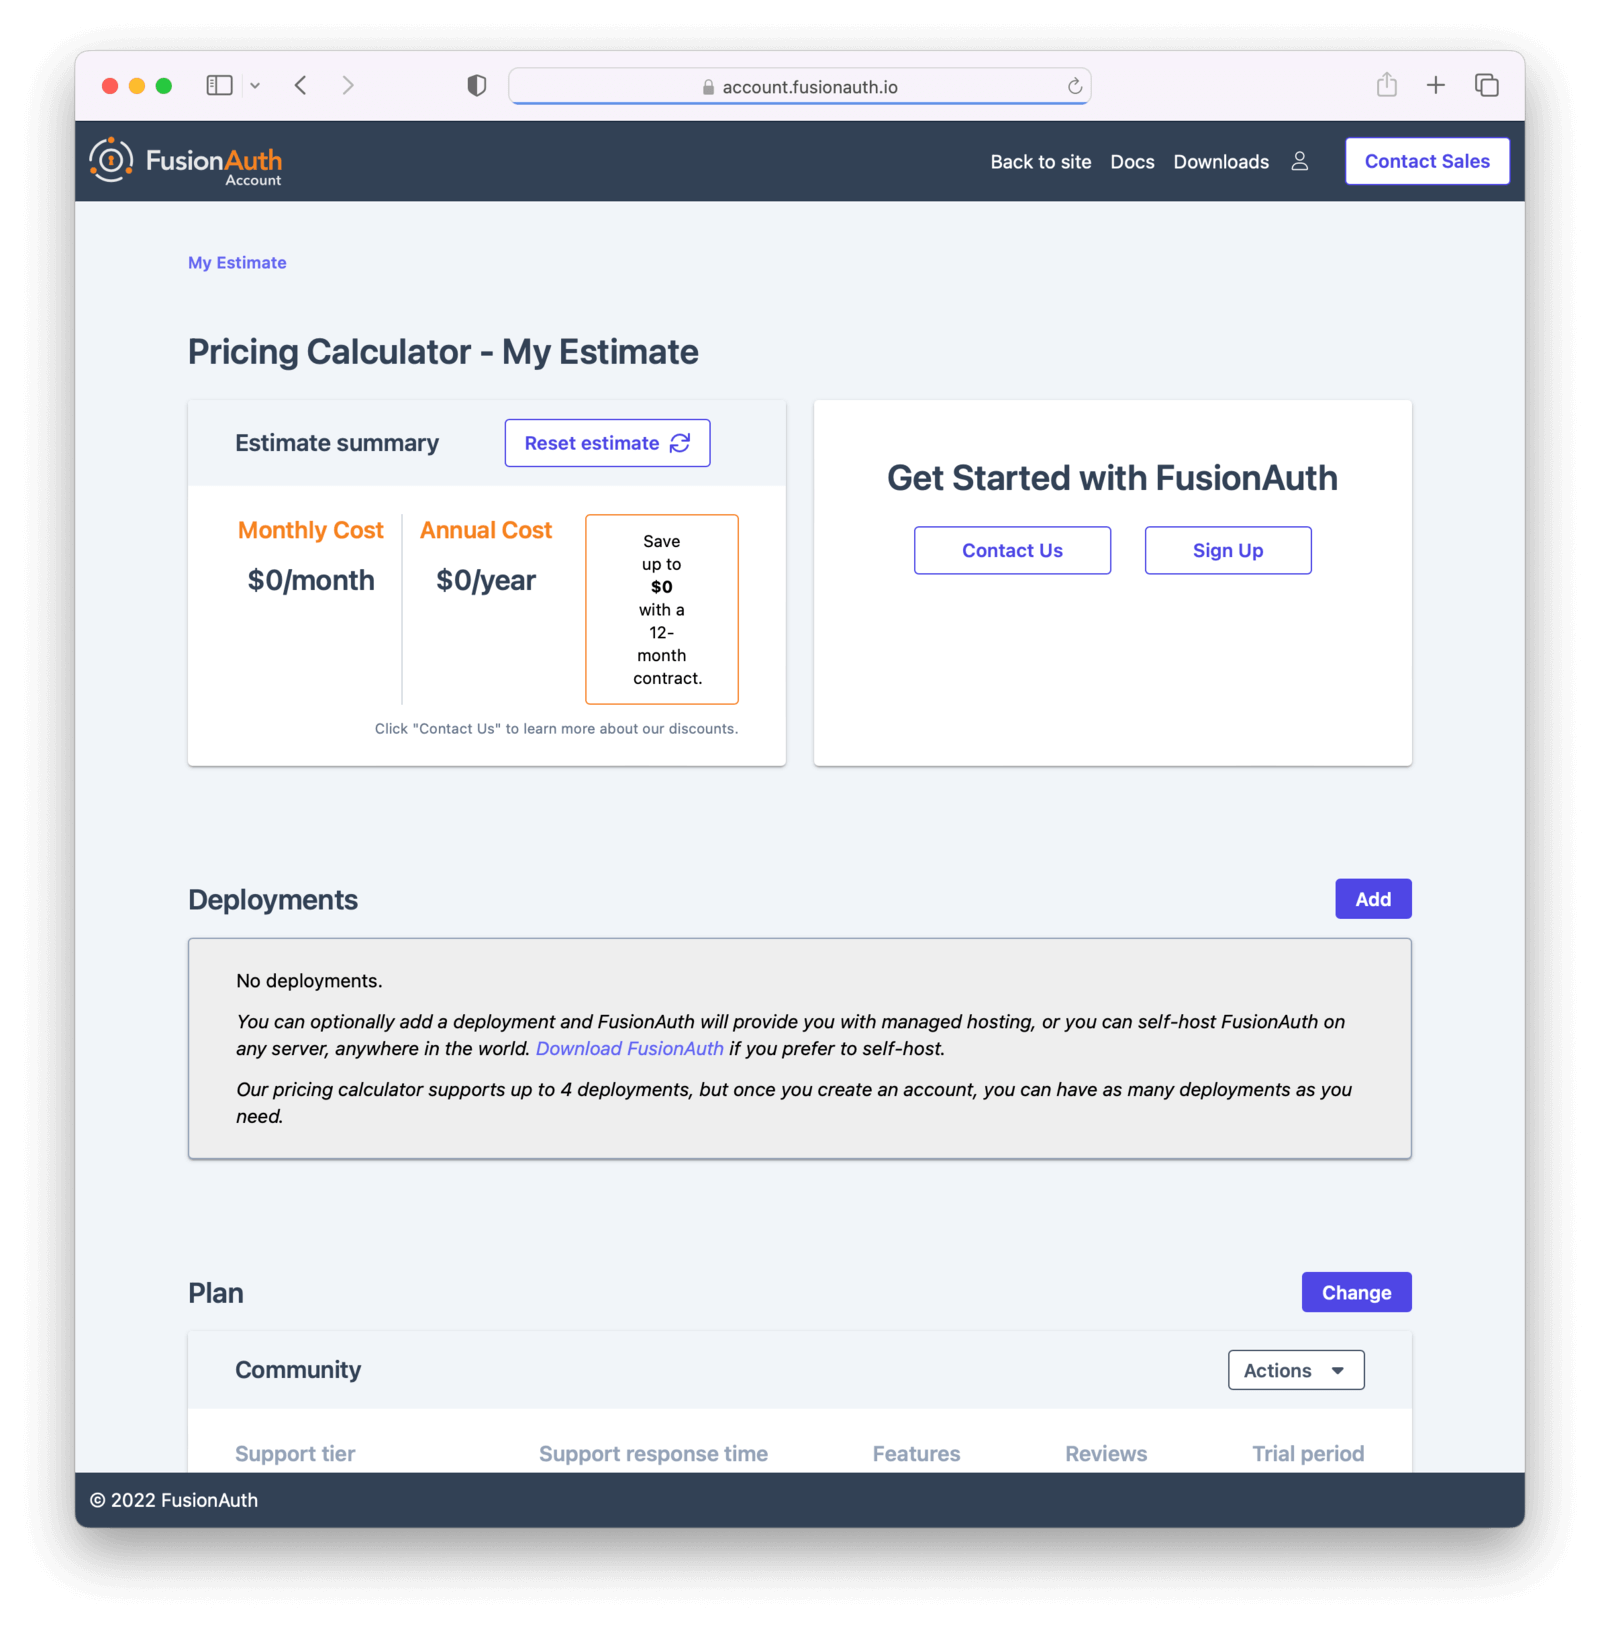 account.fusionauth.io
FusionAuth
Account
Back to site Docs Downloads Contact Sales
My Estimate
Pricing Calculator - My Estimate
Estimate summary
Reset estimate
Monthly Cost
$0/month
Annual Cost
$0/year
Save
up to
$0
with a
12-
month
contract.
Click "Contact Us" to learn more about our discounts.
Get Started with FusionAuth
Contact Us
Sign Up
Deployments
Add
No deployments.
You can optionally add a deployment and FusionAuth will provide you with managed hosting, or you can self-host FusionAuth on
any server, anywhere in the world. Download FusionAuth if you prefer to self-host.
Our pricing calculator supports up to 4 deployments, but once you create an account, you can have as many deployments as you
need.
Plan
Change
Community
Actions
Support tier Support response time Features Reviews Trial period
© 2022 FusionAuth